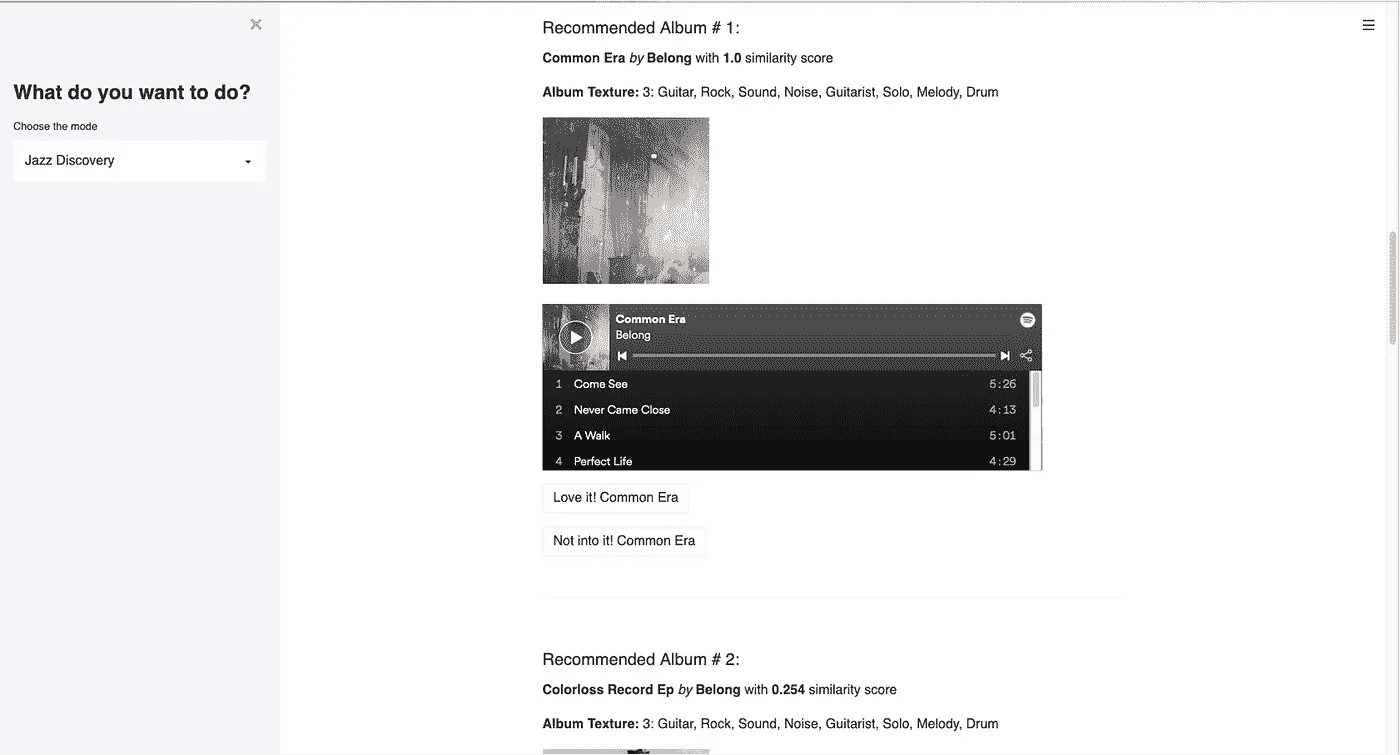 What do you want to do?
Choose the mode
Jazz Discovery
Recommended Album # 1:
Common Era by Belong with 1.0 similarity score
Album Texture: 3: Guitar, Rock, Sound, Noise, Guitarist, Solo, Melody, Drum
Common Era
Belong
1 Come See 5:26
2 Never Came Close 4:13
3 A Walk 5:01
4 Perfect Life 4:29
Love it! Common Era
Not into it! Common Era
Recommended Album # 2:
Colorloss Record Ep by Belong with 0.254 similarity score
Album Texture: 3: Guitar, Rock, Sound, Noise, Guitarist, Solo, Melody, Drum